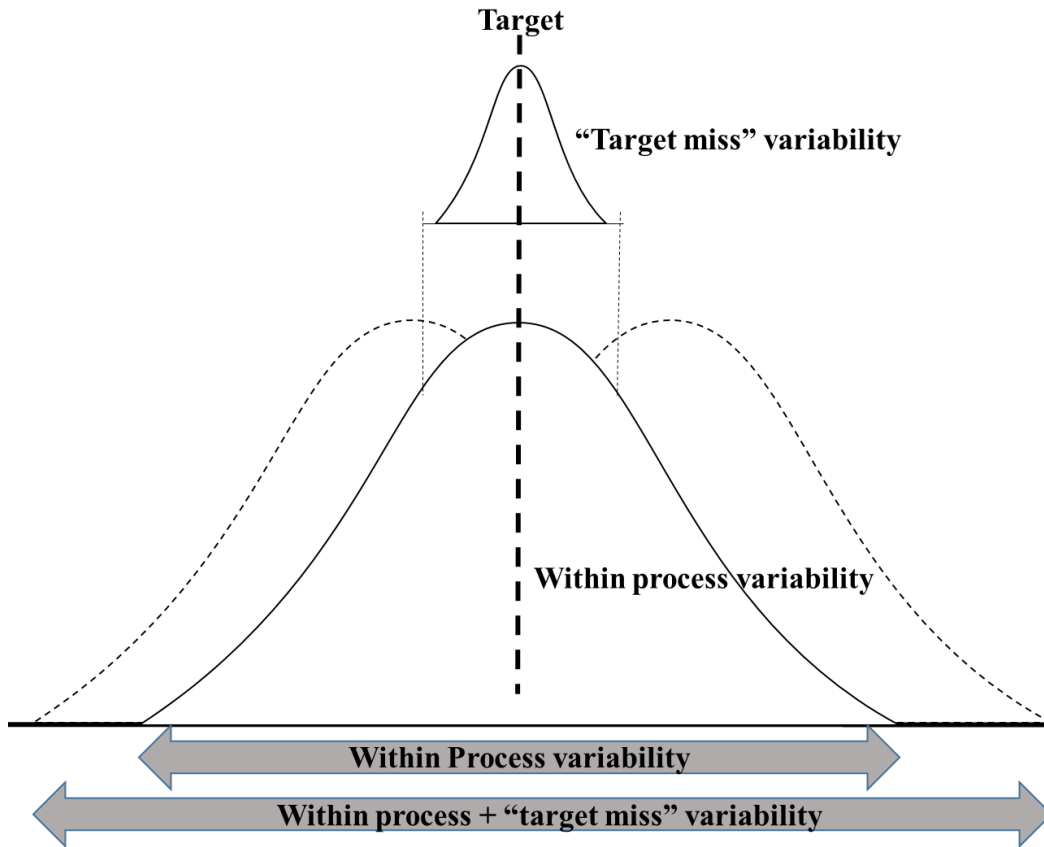 Target
“Target miss” variability
Within process variability
Within Process variability
Within process + “target miss” variability